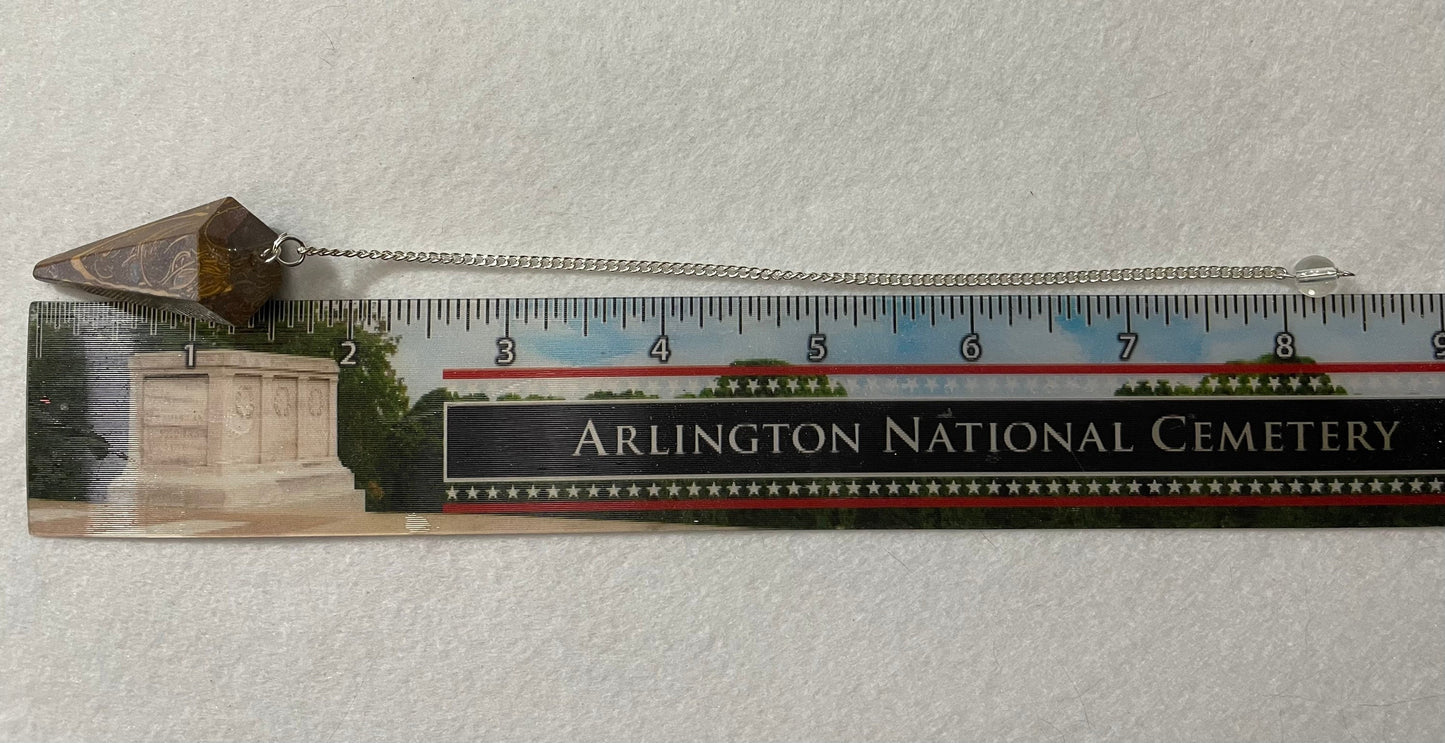 1 2 3 4 5 6 7 8 9
ARLINGTON NATIONAL CEMETERY